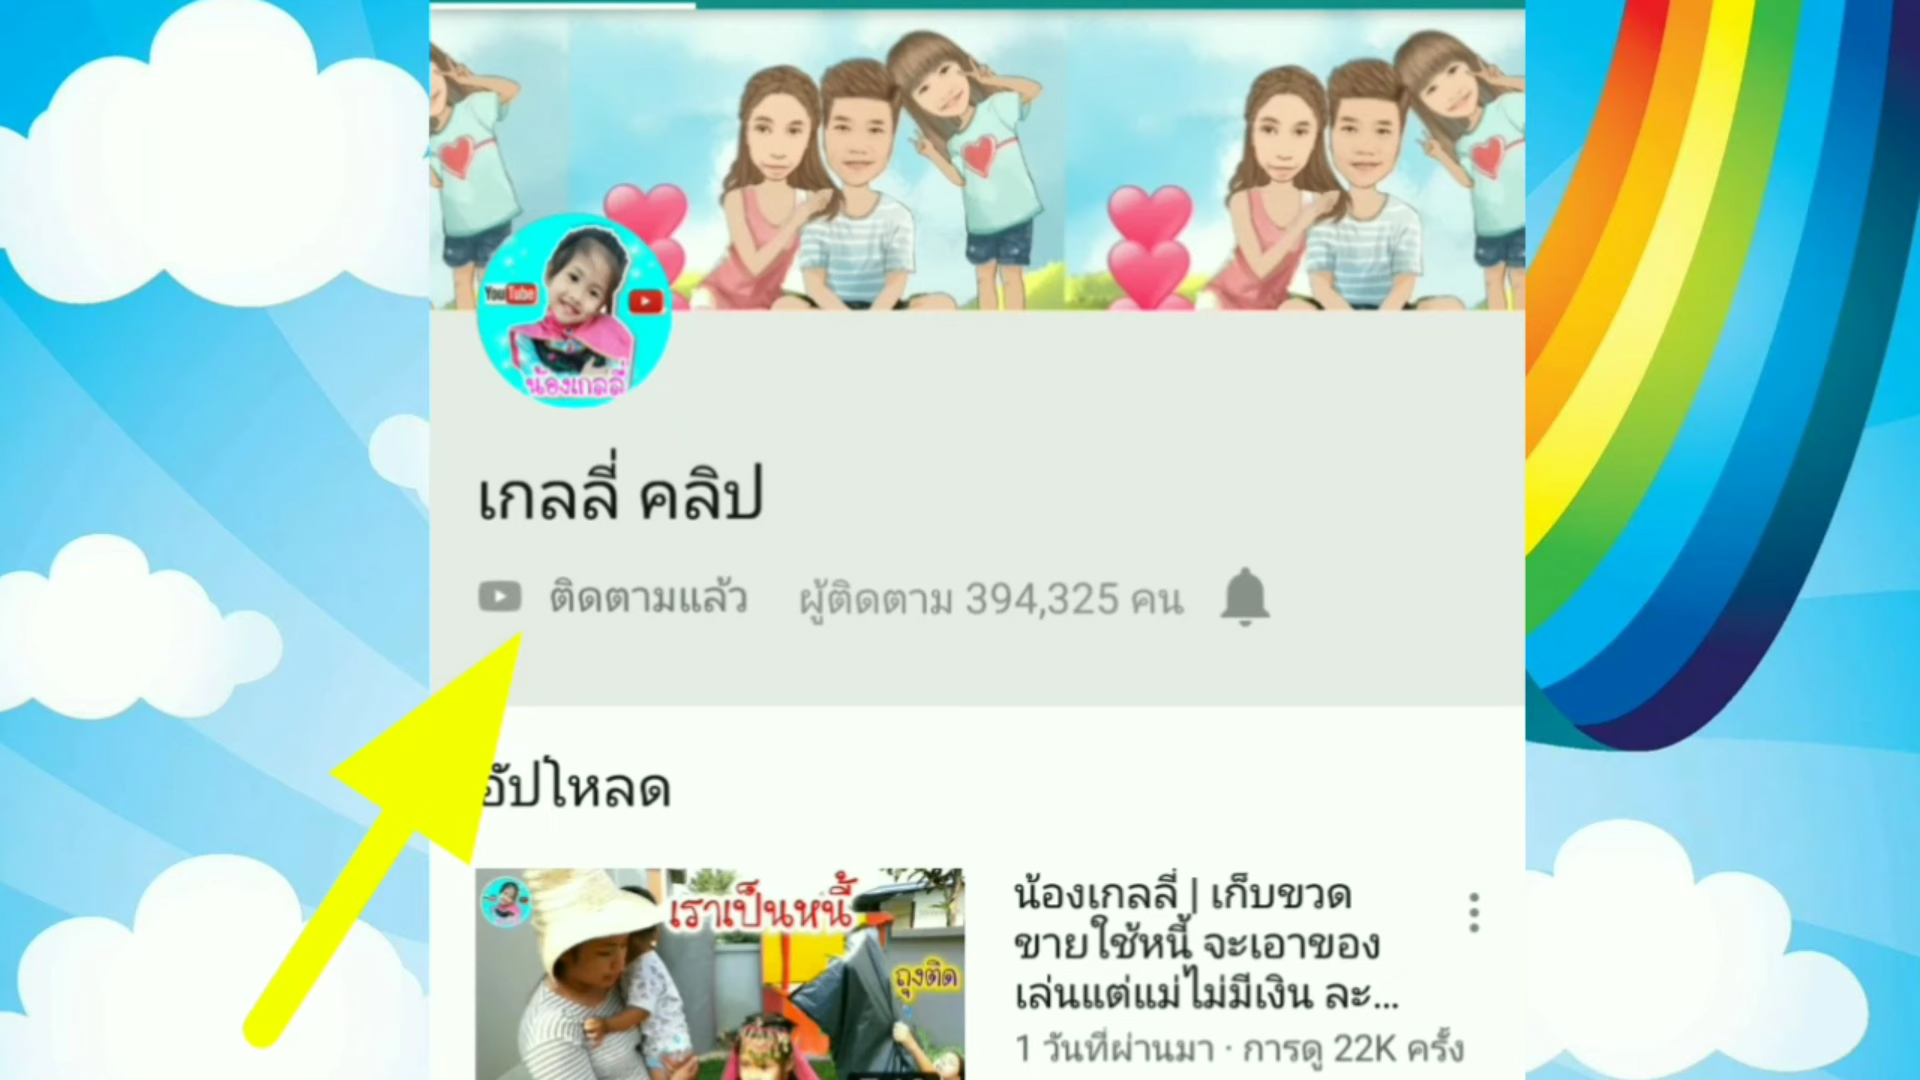 YouTube
น้องเกลลี่
เกลลี่ คลิป
ติดตามแล้ว ผู้ติดตาม 394,325 คน
อัปโหลด
เราเป็นหนี้
ถุงติด
น้องเกลลี่ | เก็บขวด
ขายใช้หนี้ จะเอาของ
เล่นแต่แม่ไม่มีเงิน ละ...
1 วันที่ผ่านมา · การดู 22K ครั้ง